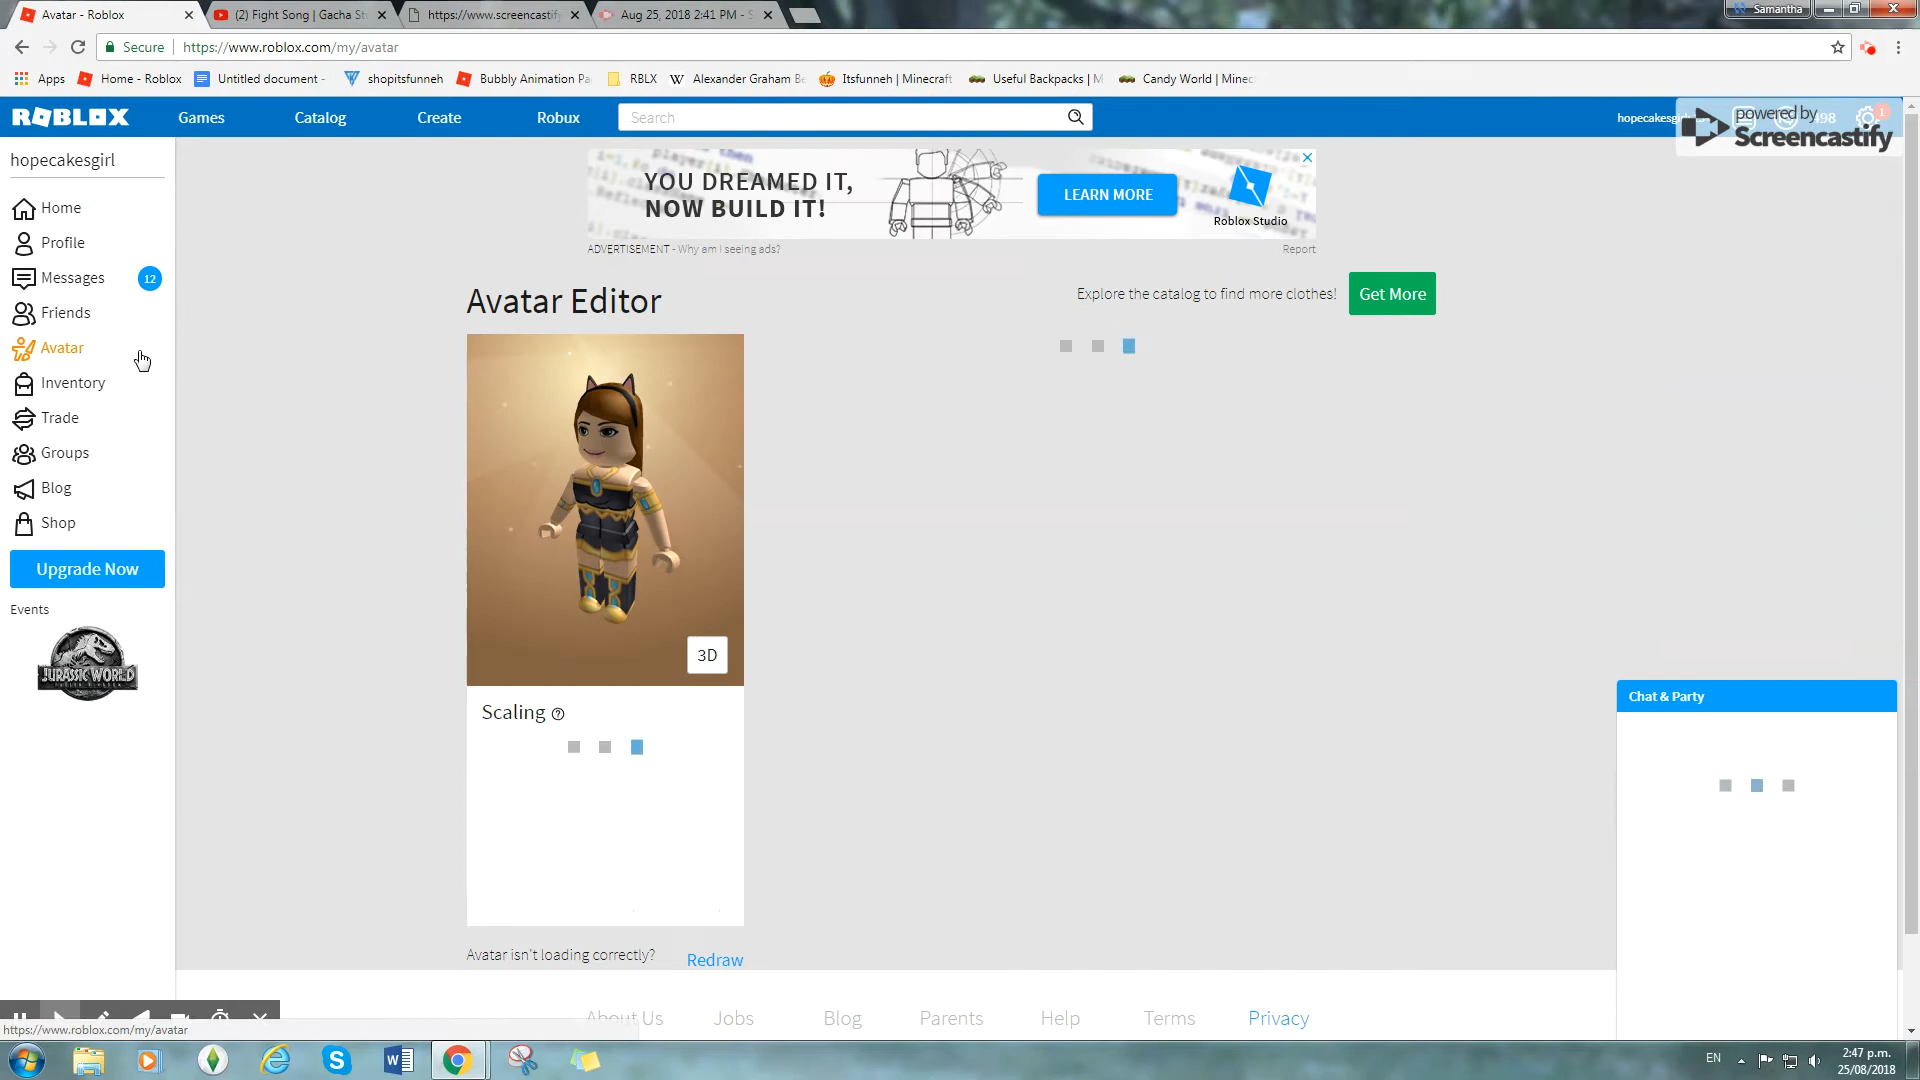 Avatar - Roblox
(2) Fight Song | Gacha St
https://www.screencastif
Aug 25, 2018 2:41 PM - S
Samantha
Secure
https://www.roblox.com/my/avatar
Apps
Home - Roblox
Untitled document -
shopitsfunneh
Bubbly Animation Pa
RBLX
W Alexander Graham Be
Itsfunneh | Minecraft
Useful Backpacks | M
Candy World | Minec
ROBLOX
Games
Catalog
Create
Robux
Search
hopecakesgi
98
1
powered by
Screencastify
hopecakesgirl
Home
Profile
Messages
12
Friends
Avatar
Inventory
Trade
Groups
Blog
Shop
Upgrade Now
Events
JURASSIC WORLD
YOU DREAMED IT,
NOW BUILD IT!
LEARN MORE
Roblox Studio
ADVERTISEMENT - Why am I seeing ads?
Report
Avatar Editor
Explore the catalog to find more clothes!
Get More
3D
Scaling
Avatar isn't loading correctly?
Redraw
Chat & Party
About Us
Jobs
Blog
Parents
Help
Terms
Privacy
https://www.roblox.com/my/avatar
EN
2:47 p.m.
25/08/2018